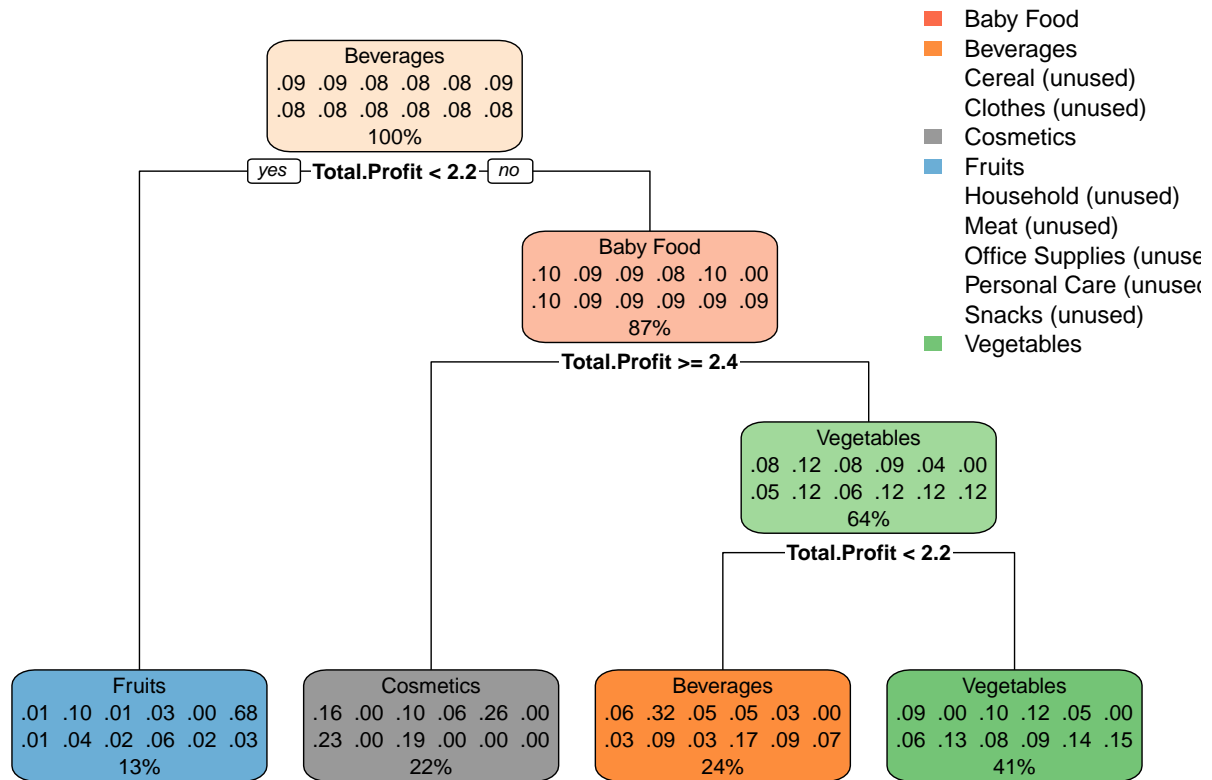 Beverages
.09 .09 .08 .08 .08 .09
.08 .08 .08 .08 .08 .08
100%
yes Total.Profit < 2.2 no
Baby Food
.10 .09 .09 .08 .10 .00
.10 .09 .09 .09 .09 .09
87%
Total.Profit >= 2.4
Vegetables
.08 .12 .08 .09 .04 .00
.05 .12 .06 .12 .12 .12
64%
Total.Profit < 2.2
Fruits
.01 .10 .01 .03 .00 .68
.01 .04 .02 .06 .02 .03
13%
Cosmetics
.16 .00 .10 .06 .26 .00
.23 .00 .19 .00 .00 .00
22%
Beverages
.06 .32 .05 .05 .03 .00
.03 .09 .03 .17 .09 .07
24%
Vegetables
.09 .00 .10 .12 .05 .00
.06 .13 .08 .09 .14 .15
41%
Baby Food
Beverages
Cereal (unused)
Clothes (unused)
Cosmetics
Fruits
Household (unused)
Meat (unused)
Office Supplies (unuse
Personal Care (unused
Snacks (unused)
Vegetables